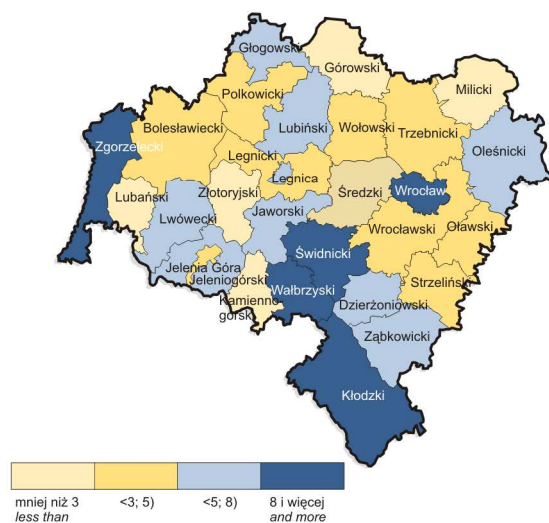 Głogowski
Górowski
Milicki
Polkowicki
Bolesławiecki
Lubiński
Wołowski
Trzebnicki
Zgorzelecki
Oleśnicki
Legnicki
Legnica
Średzki
Wrocław
Lubański
Złotoryjski
Lwówecki
Jaworski
Wrocławski
Oławski
Świdnicki
Jelenia Góra
Jeleniogórski
Wałbrzyski
Kamienno
górski
Dzierżoniowski
Strzeliński
Ząbkowicki
Kłodzki
mniej niż 3 <3; 5) <5; 8) 8 i więcej
less than and more